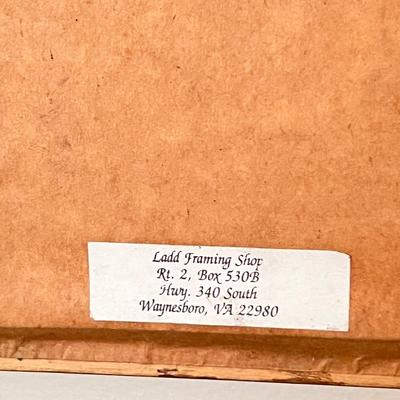 Ladd Framing Shop
Rt. 2, Box 530B
Hwy. 340 South
Waynesboro, VA 22980